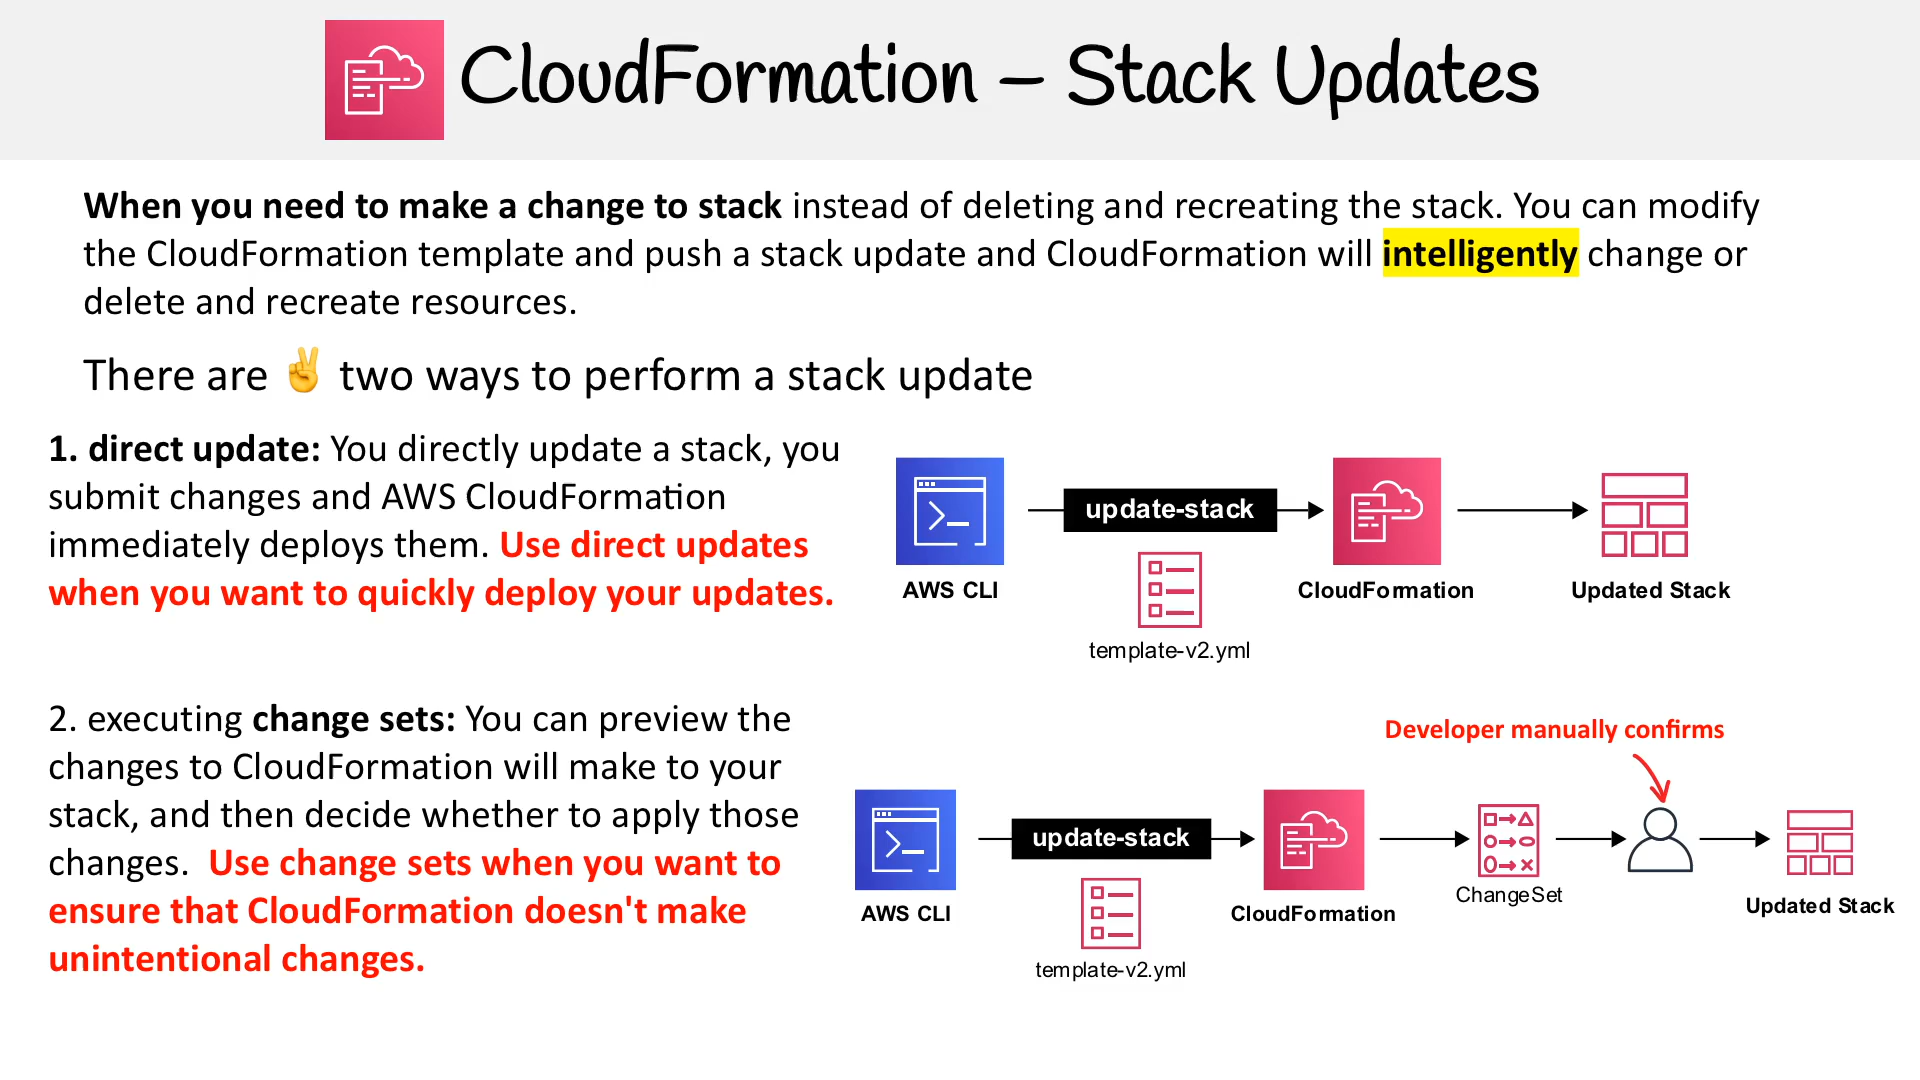 CloudFormation – Stack Updates
When you need to make a change to stack instead of deleting and recreating the stack. You can modify
the CloudFormation template and push a stack update and CloudFormation will intelligently change or
delete and recreate resources.
There are ✌ two ways to perform a stack update
1. direct update: You directly update a stack, you
submit changes and AWS CloudFormation
immediately deploys them. Use direct updates
when you want to quickly deploy your updates.
update-stack
AWS CLI
CloudFormation
Updated Stack
template-v2.yml
2. executing change sets: You can preview the
changes to CloudFormation will make to your
stack, and then decide whether to apply those
changes.  Use change sets when you want to
ensure that CloudFormation doesn't make
unintentional changes.
Developer manually confirms
update-stack
AWS CLI
CloudFormation
ChangeSet
Updated Stack
template-v2.yml